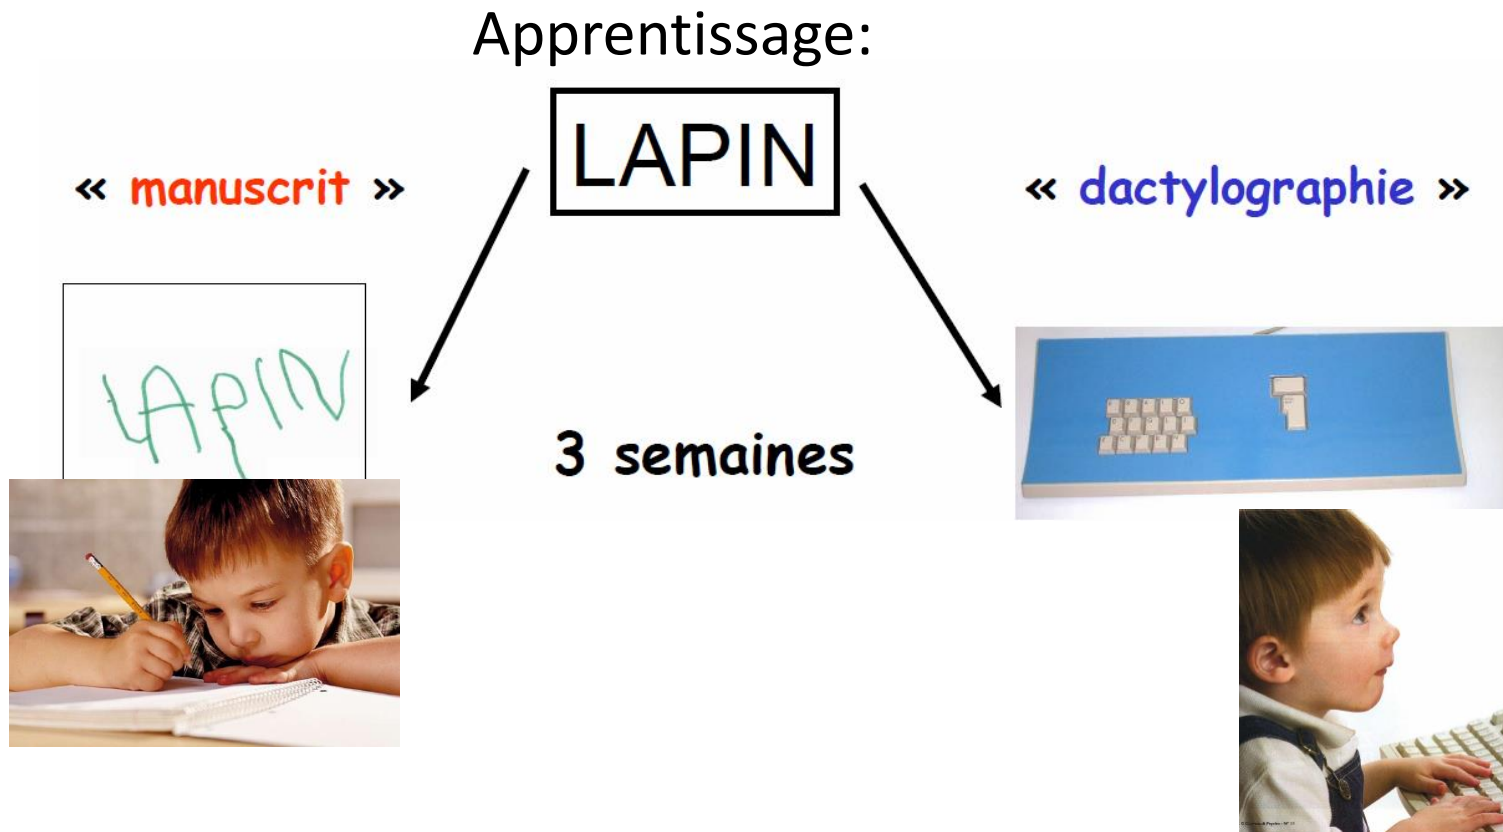 Apprentissage:
LAPIN
« manuscrit »
« dactylographie »
LAPIN
3 semaines